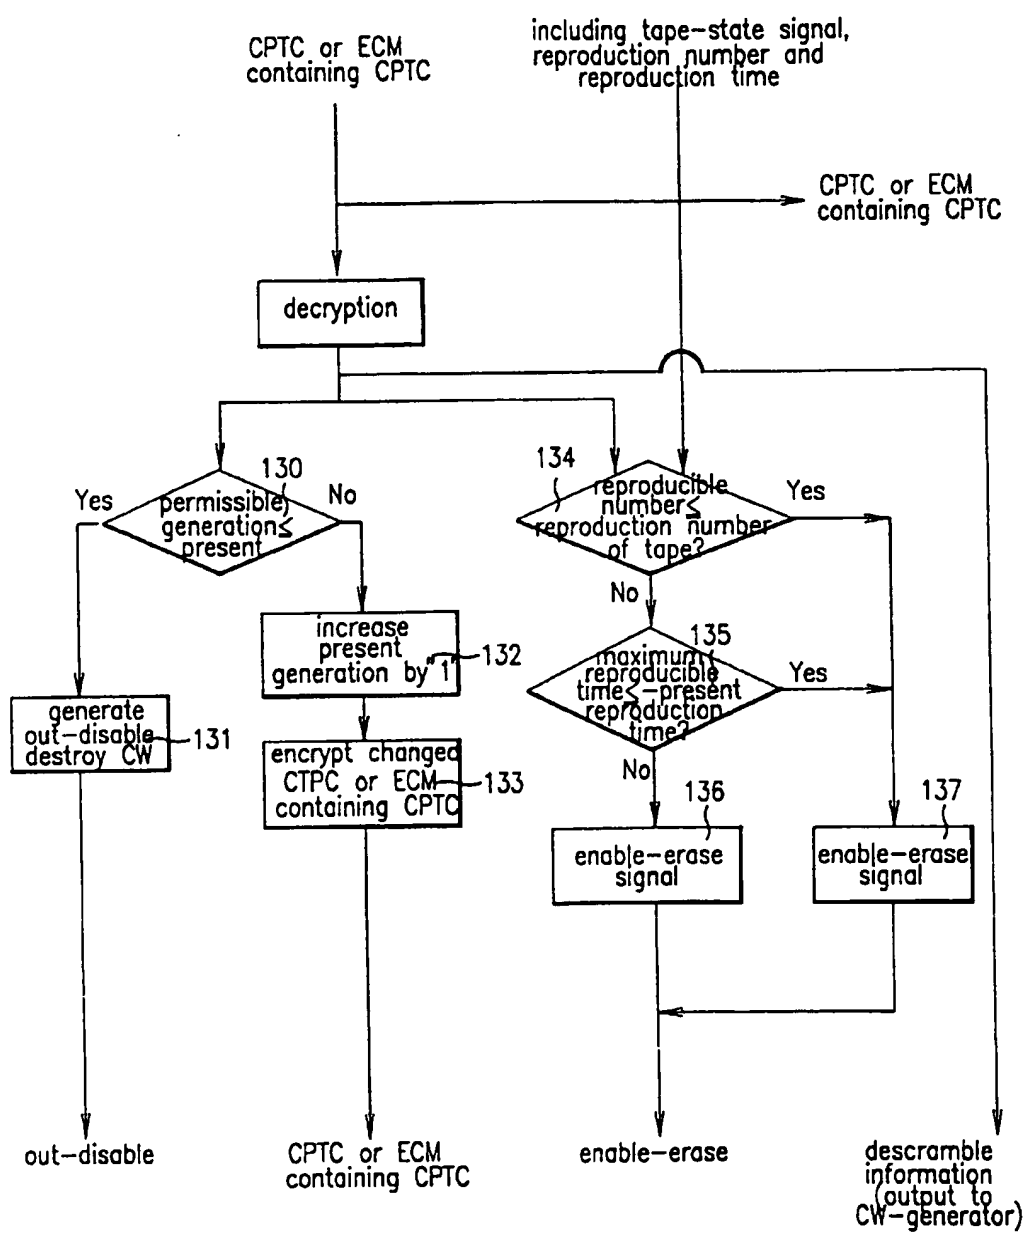 CPTC or ECM
containing CPTC
including tape-state signal,
reproduction number and
reproduction time
CPTC or ECM
containing CPTC
decryption
130
Yes
No
permissible
generation≤
present
134
reproducible
number≤
reproduction number
of tape?
Yes
No
increase
present
generation by "1"
132
135
maximum
reproducible
time≤-present
reproduction
time?
Yes
No
generate
out-disable
destroy CW
131
encrypt changed
CTPC or ECM
containing CPTC
133
136
enable-erase
signal
137
enable-erase
signal
out-disable
CPTC or ECM
containing CPTC
enable-erase
descramble
information
(output to
CW-generator)